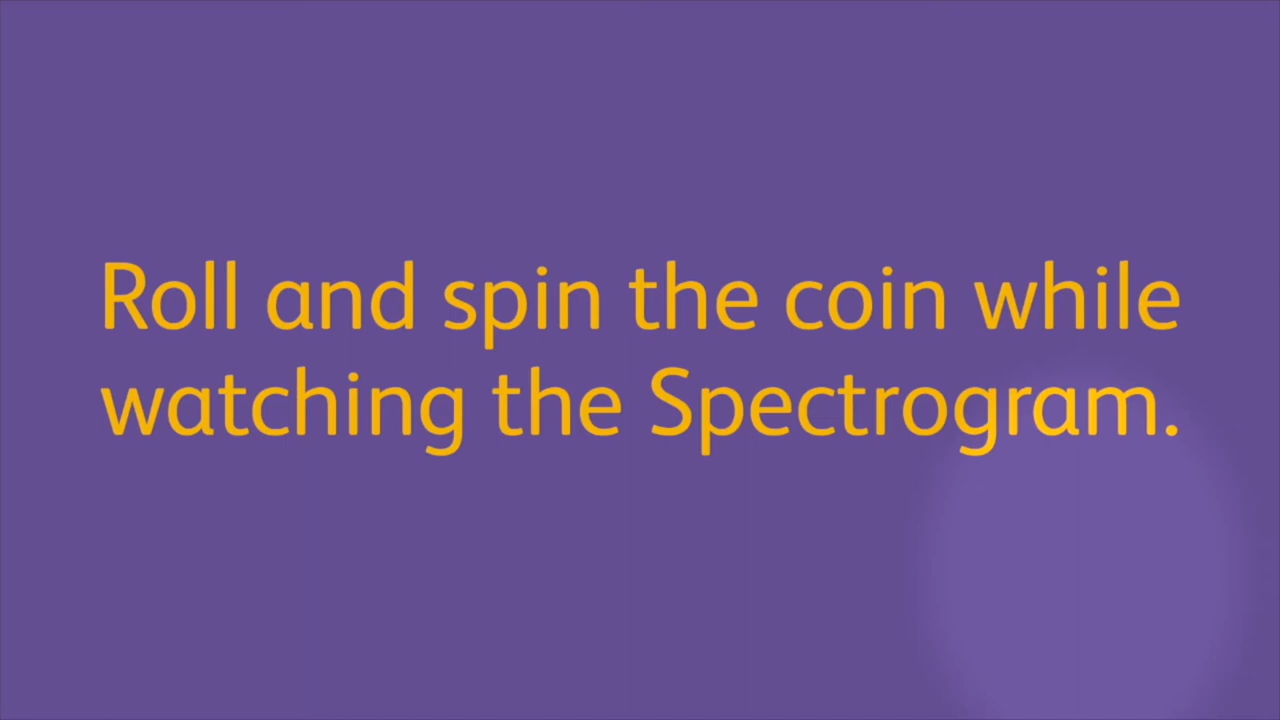 Roll and spin the coin while
watching the Spectrogram.